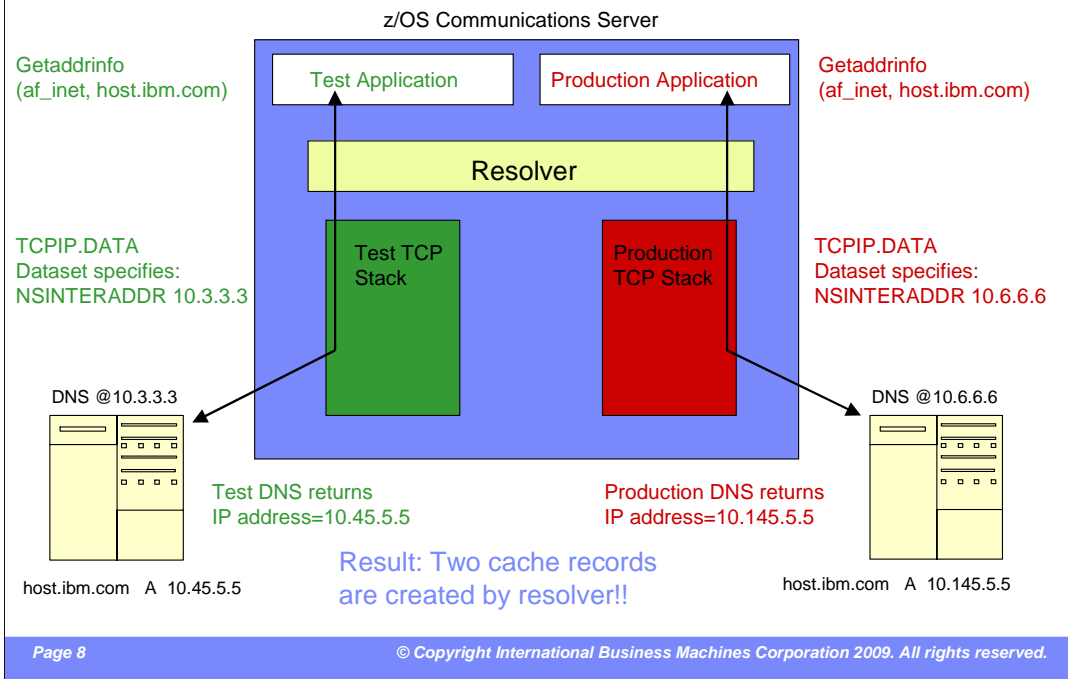 z/OS Communications Server
Getaddrinfo
(af_inet, host.ibm.com)
Test Application
Production Application
Getaddrinfo
(af_inet, host.ibm.com)
Resolver
TCPIP.DATA
Dataset specifies:
NSINTERADDR 10.3.3.3
Test TCP
Stack
Production
TCP Stack
TCPIP.DATA
Dataset specifies:
NSINTERADDR 10.6.6.6
DNS @10.3.3.3
DNS @10.6.6.6
Test DNS returns
IP address=10.45.5.5
Production DNS returns
IP address=10.145.5.5
host.ibm.com A 10.45.5.5
Result: Two cache records
are created by resolver!!
host.ibm.com A 10.145.5.5
Page 8
© Copyright International Business Machines Corporation 2009. All rights reserved.